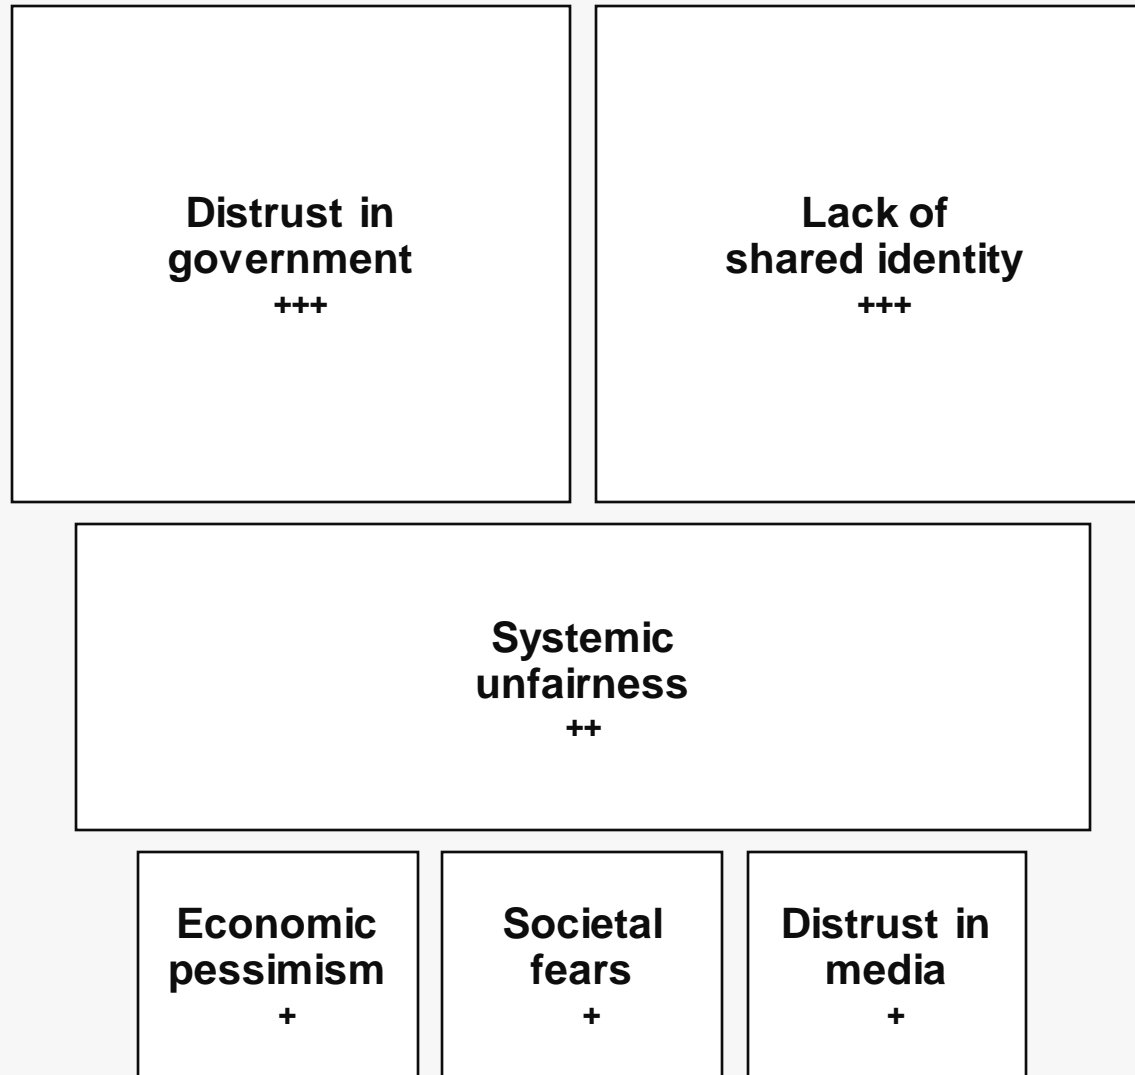 Distrust in
government
+++
Lack of
shared identity
+++
Systemic
unfairness
++
Economic
pessimism
+
Societal
fears
+
Distrust in
media
+